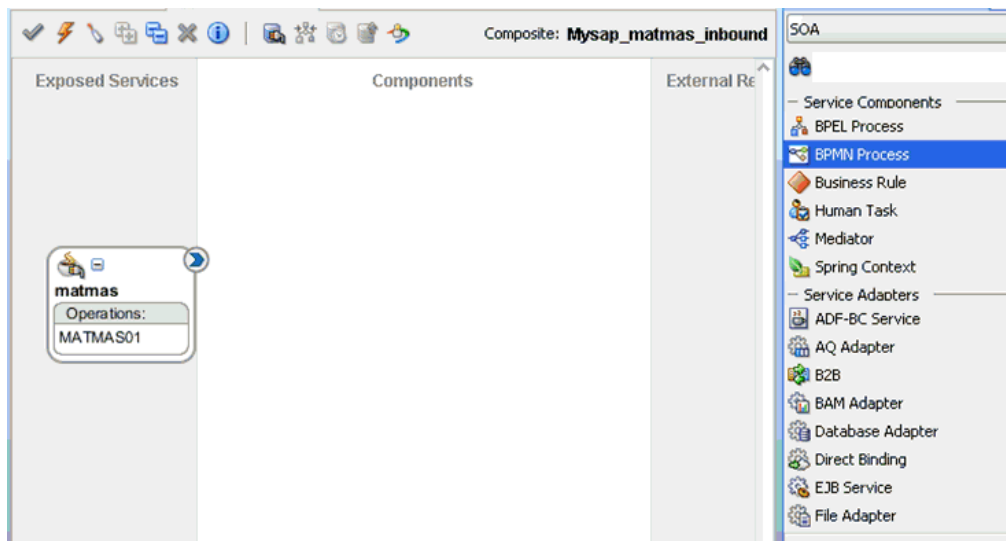 Composite: Mysap_matmas_inbound
Exposed Services
Components
External Re
matmas
Operations:
MATMAS01
SOA
Service Components
BPEL Process
BPMN Process
Business Rule
Human Task
Mediator
Spring Context
Service Adapters
ADF-BC Service
AQ Adapter
B2B
BAM Adapter
Database Adapter
Direct Binding
EJB Service
File Adapter